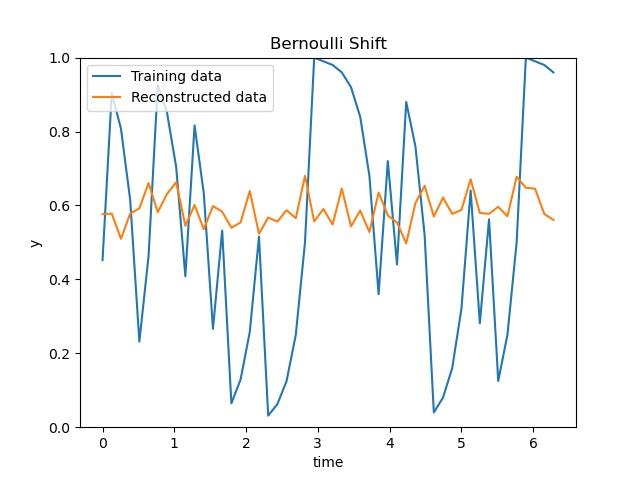 Bernoulli Shift
Training data
Reconstructed data
1.0
0.8
0.6
0.4
0.2
0.0
y
0 1 2 3 4 5 6
time